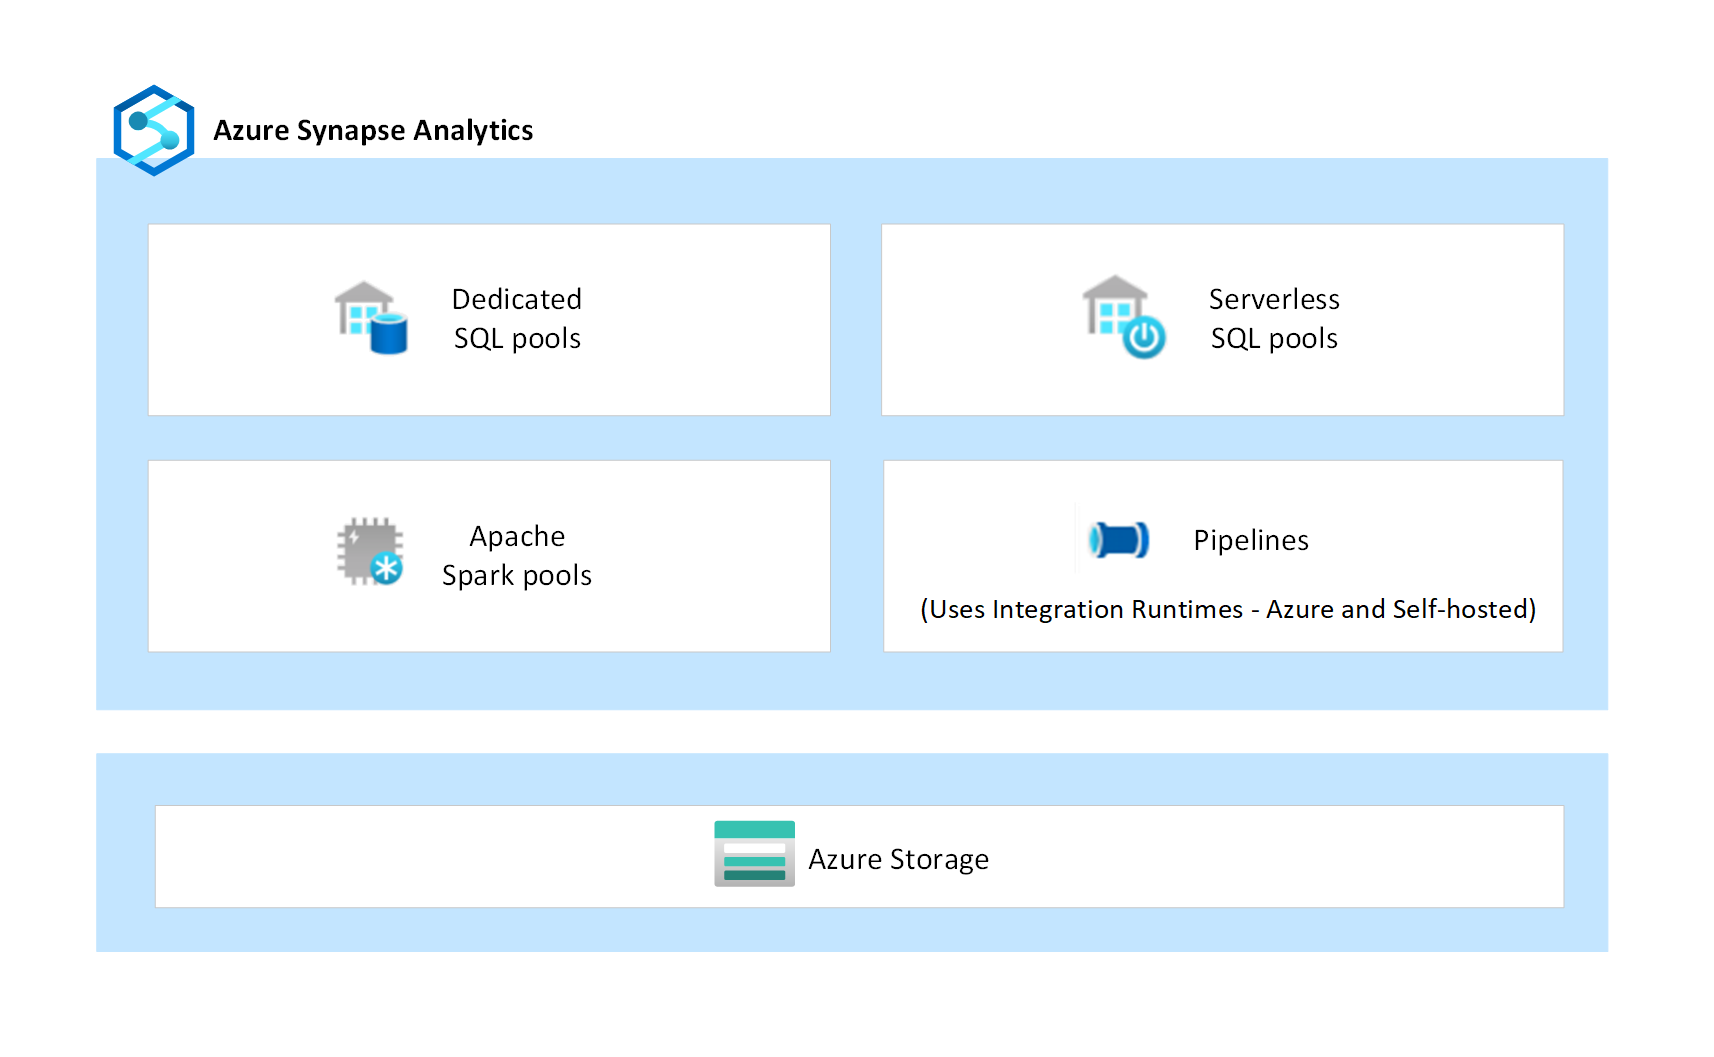 Azure Synapse Analytics
Dedicated
SQL pools
Serverless
SQL pools
Apache
Spark pools
Pipelines
(Uses Integration Runtimes - Azure and Self-hosted)
Azure Storage